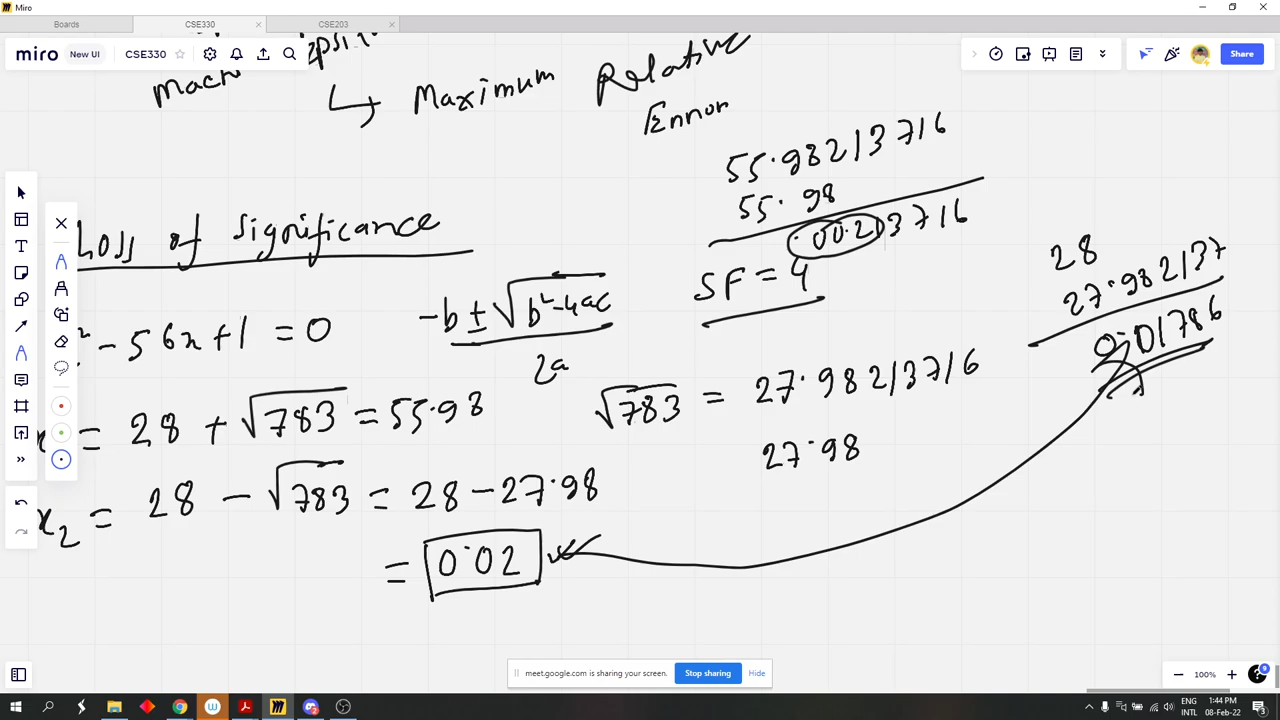 Miro
Boards
CSE330
CSE203
miro
New UI
CSE330
Share
Maximum Relative
Ennor
55.98213716
55.98
.00213716
SF = 4
28
27.982137
0.01786
Loss of significance
- 56x + 1 = 0
-b ± √b²-4ac
2a
= 28 + √783 = 55.98
√783 = 27.98213716
27.98
x₂ = 28 - √783 = 28 - 27.98
= 0.02
meet.google.com is sharing your screen.
Stop sharing
Hide
100%
ENG
INTL
1:44 PM
08-Feb-22